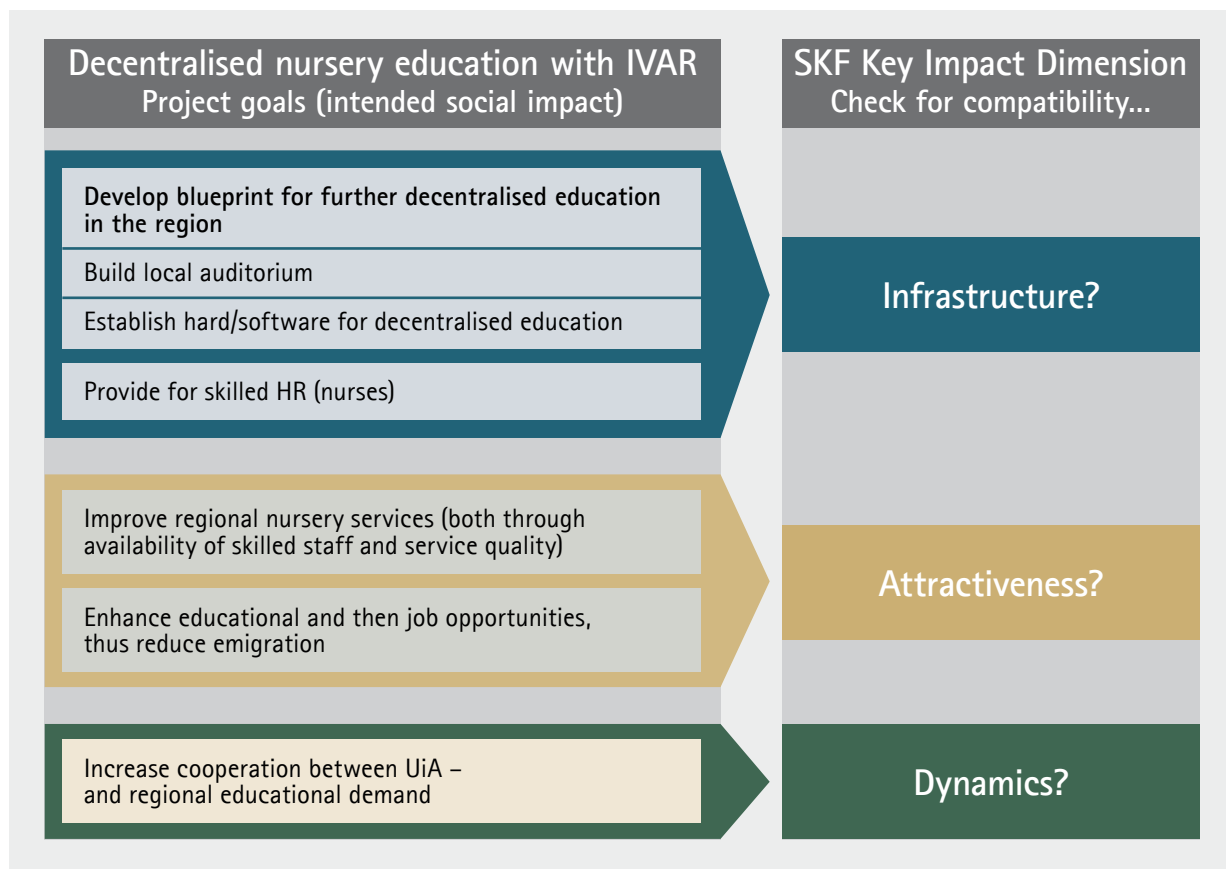 Decentralised nursery education with IVAR
Project goals (intended social impact)
SKF Key Impact Dimension
Check for compatibility...
Develop blueprint for further decentralised education
in the region
Build local auditorium
Establish hard/software for decentralised education
Provide for skilled HR (nurses)
Infrastructure?
Improve regional nursery services (both through
availability of skilled staff and service quality)
Enhance educational and then job opportunities,
thus reduce emigration
Attractiveness?
Increase cooperation between UiA –
and regional educational demand
Dynamics?